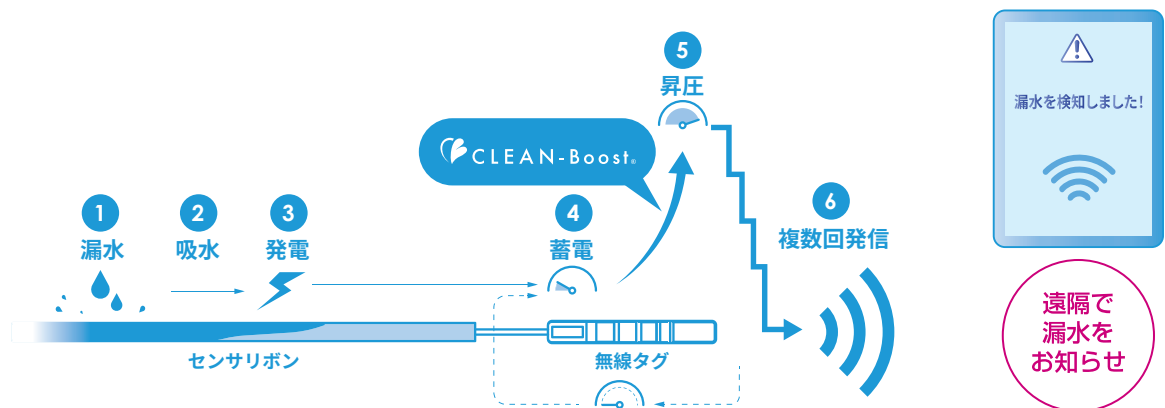 1
漏水
2
吸水
3
発電
4
蓄電
CLEAN-Boost®
5
昇圧
6
複数回発信
センサリボン
無線タグ
漏水を検知しました!
遠隔で
漏水を
お知らせ